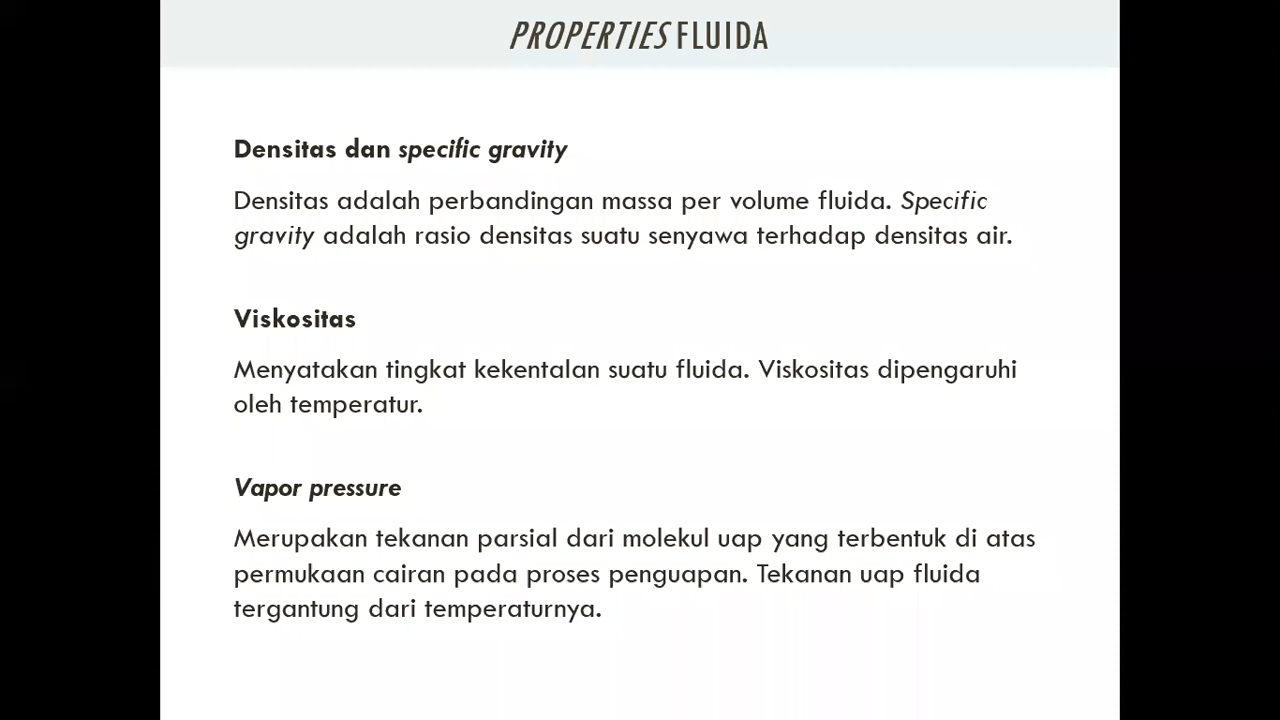 PROPERTIES FLUIDA
Densitas dan specific gravity
Densitas adalah perbandingan massa per volume fluida. Specific
gravity adalah rasio densitas suatu senyawa terhadap densitas air.
Viskositas
Menyatakan tingkat kekentalan suatu fluida. Viskositas dipengaruhi
oleh temperatur.
Vapor pressure
Merupakan tekanan parsial dari molekul uap yang terbentuk di atas
permukaan cairan pada proses penguapan. Tekanan uap fluida
tergantung dari temperaturnya.